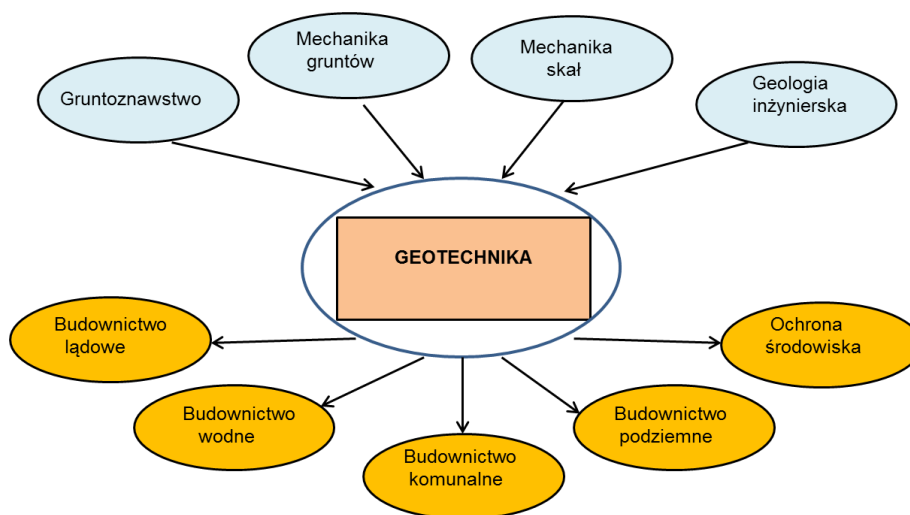 Gruntoznawstwo
Mechanika
gruntów
Mechanika
skał
Geologia
inżynierska
GEOTECHNIKA
Budownictwo
lądowe
Budownictwo
wodne
Budownictwo
komunalne
Budownictwo
podziemne
Ochrona
środowiska